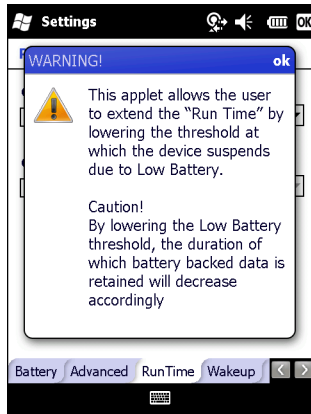 Settings
OK
WARNING!
ok
This applet allows the user
to extend the “Run Time” by
lowering the threshold at
which the device suspends
due to Low Battery.
Caution!
By lowering the Low Battery
threshold, the duration of
which battery backed data is
retained will decrease
accordingly
Battery
Advanced
RunTime
Wakeup